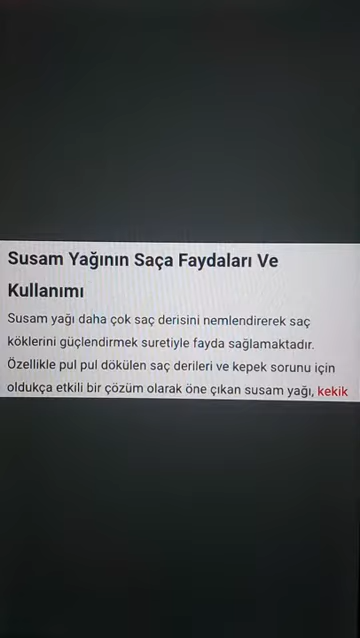 Susam Yağının Saça Faydaları Ve
Kullanımı
Susam yağı daha çok saç derisini nemlendirerek saç
köklerini güçlendirmek suretiyle fayda sağlamaktadır.
Özellikle pul pul dökülen saç derileri ve kepek sorunu için
oldukça etkili bir çözüm olarak öne çıkan susam yağı, kekik